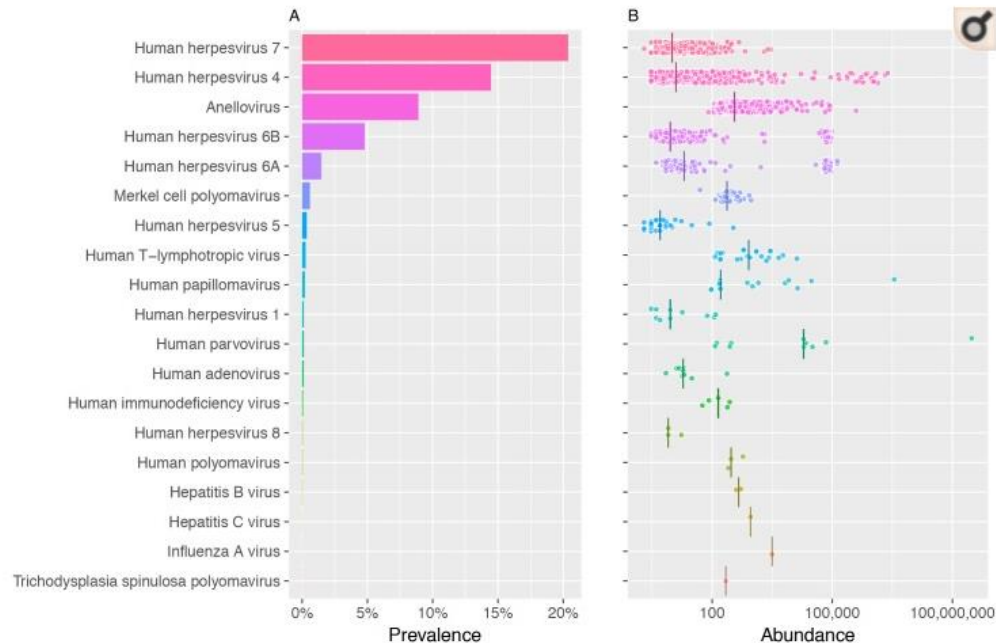 A
B
Human herpesvirus 7
Human herpesvirus 4
Anellovirus
Human herpesvirus 6B
Human herpesvirus 6A
Merkel cell polyomavirus
Human herpesvirus 5
Human T-lymphotropic virus
Human papillomavirus
Human herpesvirus 1
Human parvovirus
Human adenovirus
Human immunodeficiency virus
Human herpesvirus 8
Human polyomavirus
Hepatitis B virus
Hepatitis C virus
Influenza A virus
Trichodysplasia spinulosa polyomavirus
0% 5% 10% 15% 20%
Prevalence
100 100,000 100,000,000
Abundance